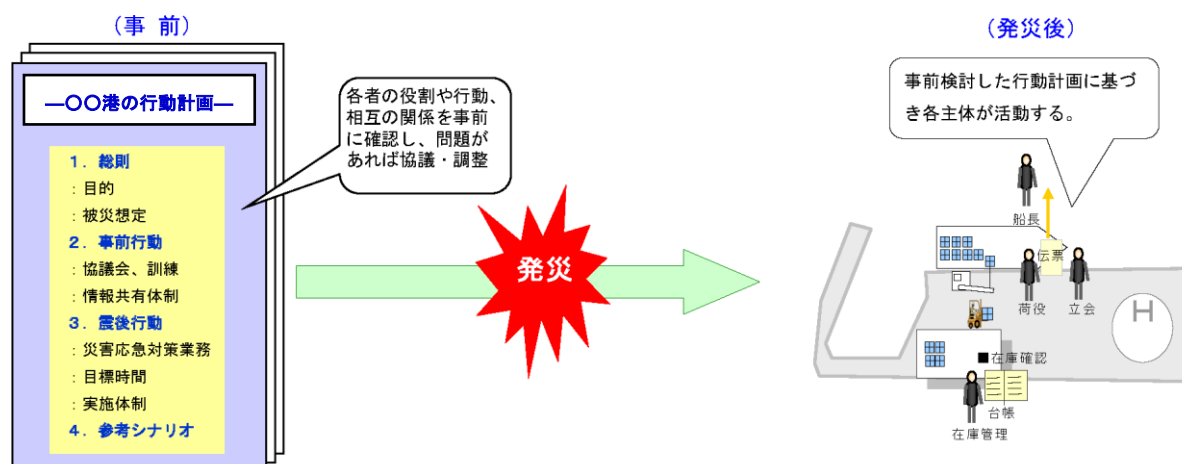 （事 前）
―〇〇港の行動計画―
１．総則
：目的
：被災想定
２．事前行動
：協議会、訓練
：情報共有体制
３．震後行動
：災害応急対策業務
：目標時間
：実施体制
４．参考シナリオ
各者の役割や行動、
相互の関係を事前
に確認し、問題が
あれば協議・調整
発災
（発災後）
事前検討した行動計画に基づ
き各主体が活動する。
船長
伝票
荷役
立会
H
■在庫確認
台帳
在庫管理